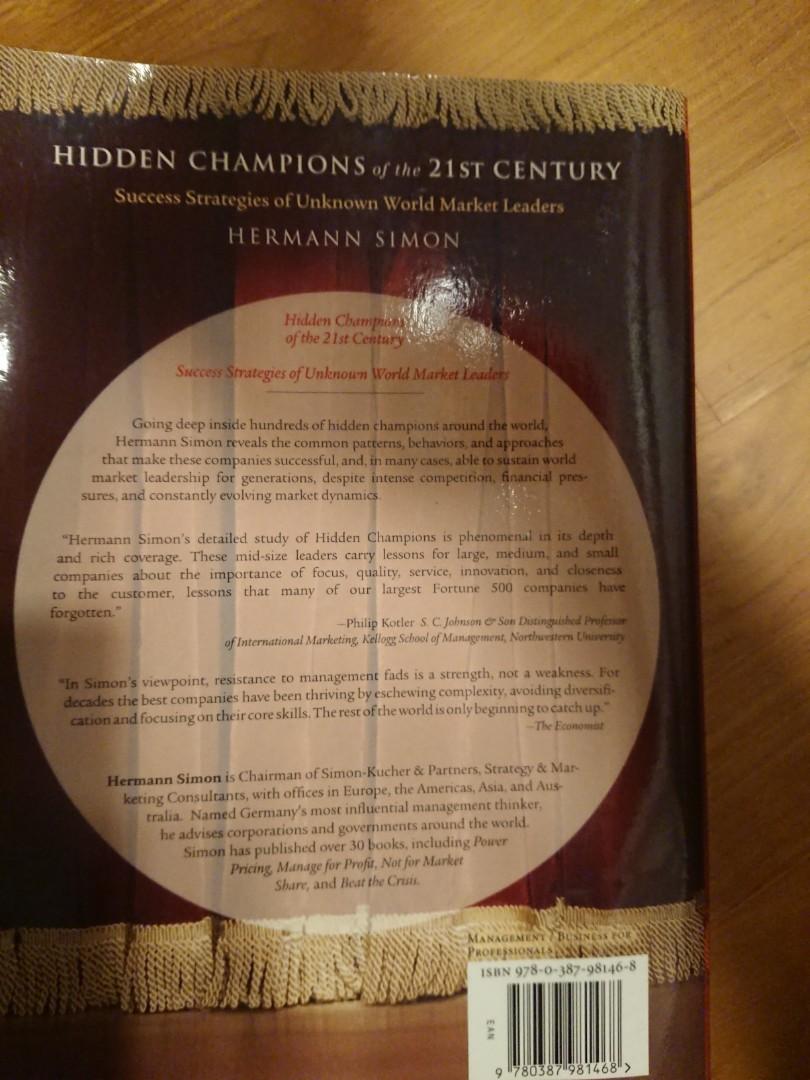 HIDDEN CHAMPIONS of the 21ST CENTURY
Success Strategies of Unknown World Market Leaders
HERMANN SIMON
Hidden Champions
of the 21st Century
Success Strategies of Unknown World Market Leaders
Going deep inside hundreds of hidden champions around the world,
Hermann Simon reveals the common patterns, behaviors, and approaches
that make these companies successful, and, in many cases, able to sustain world
market leadership for generations, despite intense competition, financial pres-
sures, and constantly evolving market dynamics.
“Hermann Simon’s detailed study of Hidden Champions is phenomenal in its depth
and rich coverage. These mid-size leaders carry lessons for large, medium, and small
companies about the importance of focus, quality, service, innovation, and closeness
to the customer, lessons that many of our largest Fortune 500 companies have
forgotten.”
—Philip Kotler S. C. Johnson & Son Distinguished Professor
of International Marketing, Kellogg School of Management, Northwestern University
“In Simon’s viewpoint, resistance to management fads is a strength, not a weakness. For
decades the best companies have been thriving by eschewing complexity, avoiding diversifi-
cation and focusing on their core skills. The rest of the world is only beginning to catch up.”
—The Economist
Hermann Simon is Chairman of Simon-Kucher & Partners, Strategy & Mar-
keting Consultants, with offices in Europe, the Americas, Asia, and Aus-
tralia. Named Germany’s most influential management thinker,
he advises corporations and governments around the world.
Simon has published over 30 books, including Power
Pricing, Manage for Profit, Not for Market
Share, and Beat the Crisis.
MANAGEMENT / BUSINESS FOR
PROFESSIONALS
ISBN 978-0-387-98146-8
EAN
9 780387 981468 >